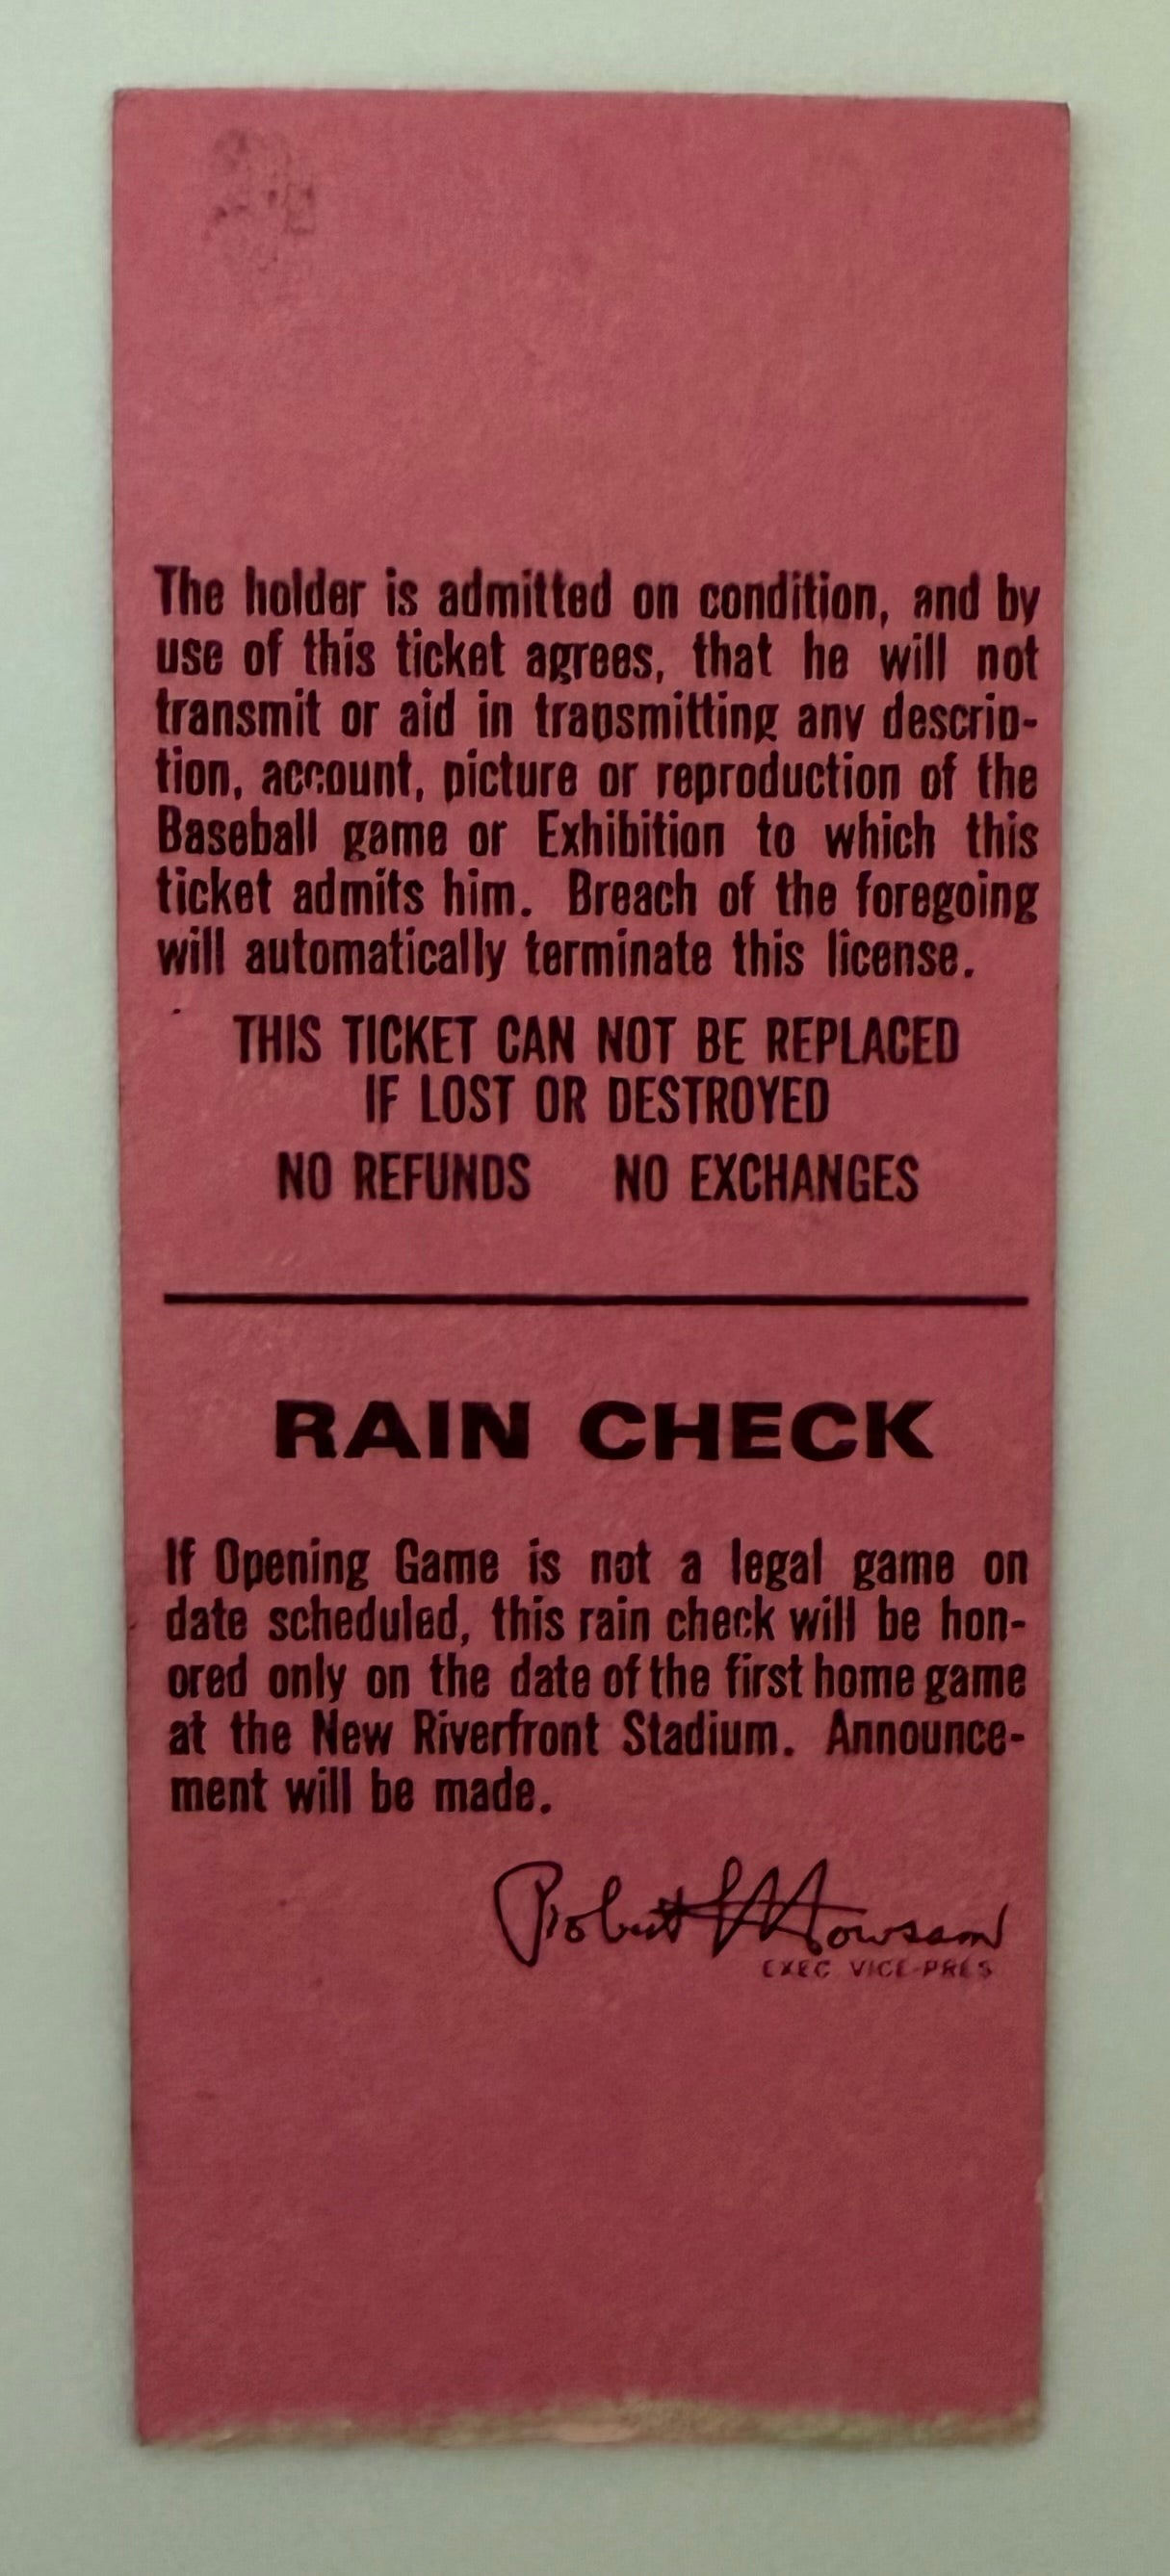 The holder is admitted on condition, and by
use of this ticket agrees, that he will not
transmit or aid in transmitting any descrip-
tion, account, picture or reproduction of the
Baseball game or Exhibition to which this
ticket admits him. Breach of the foregoing
will automatically terminate this license.
THIS TICKET CAN NOT BE REPLACED
IF LOST OR DESTROYED
NO REFUNDS NO EXCHANGES
RAIN CHECK
If Opening Game is not a legal game on
date scheduled, this rain check will be hon-
ored only on the date of the first home game
at the New Riverfront Stadium. Announce-
ment will be made.
Robert Howsam
EXEC VICE-PRES